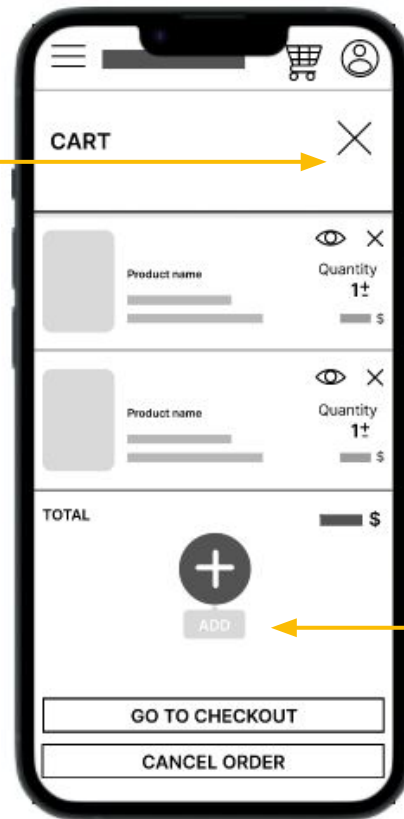 CART
Product name
Quantity
1±
$
Product name
Quantity
1±
$
TOTAL
$
ADD
GO TO CHECKOUT
CANCEL ORDER